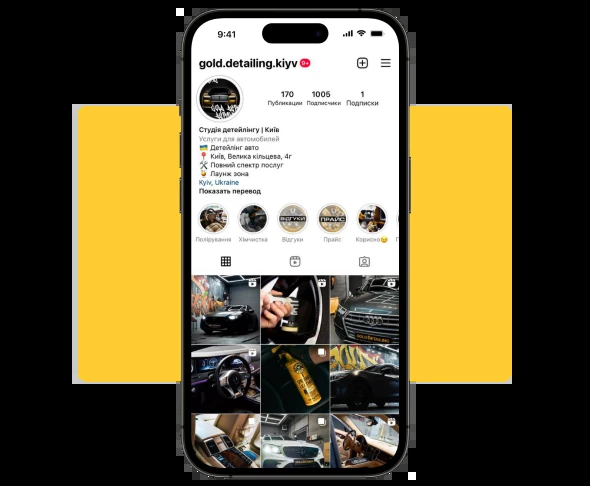 9:41
gold.detailing.kiyv 9+
170 1005 1
Публикации Подписчики Подписки
Студія детейлінгу | Київ
Услуги для автомобилей
🇺🇦 Детейлінг авто
📍 Київ, Велика кільцева, 4г
🛠 Повний спектр послуг
Лаунж зона
Kyiv, Ukraine
Показать перевод
ВІДГУКИ ПРАЙС
Полірування Хімчистка Відгуки Прайс Корисно😏
GOLD DETAILING